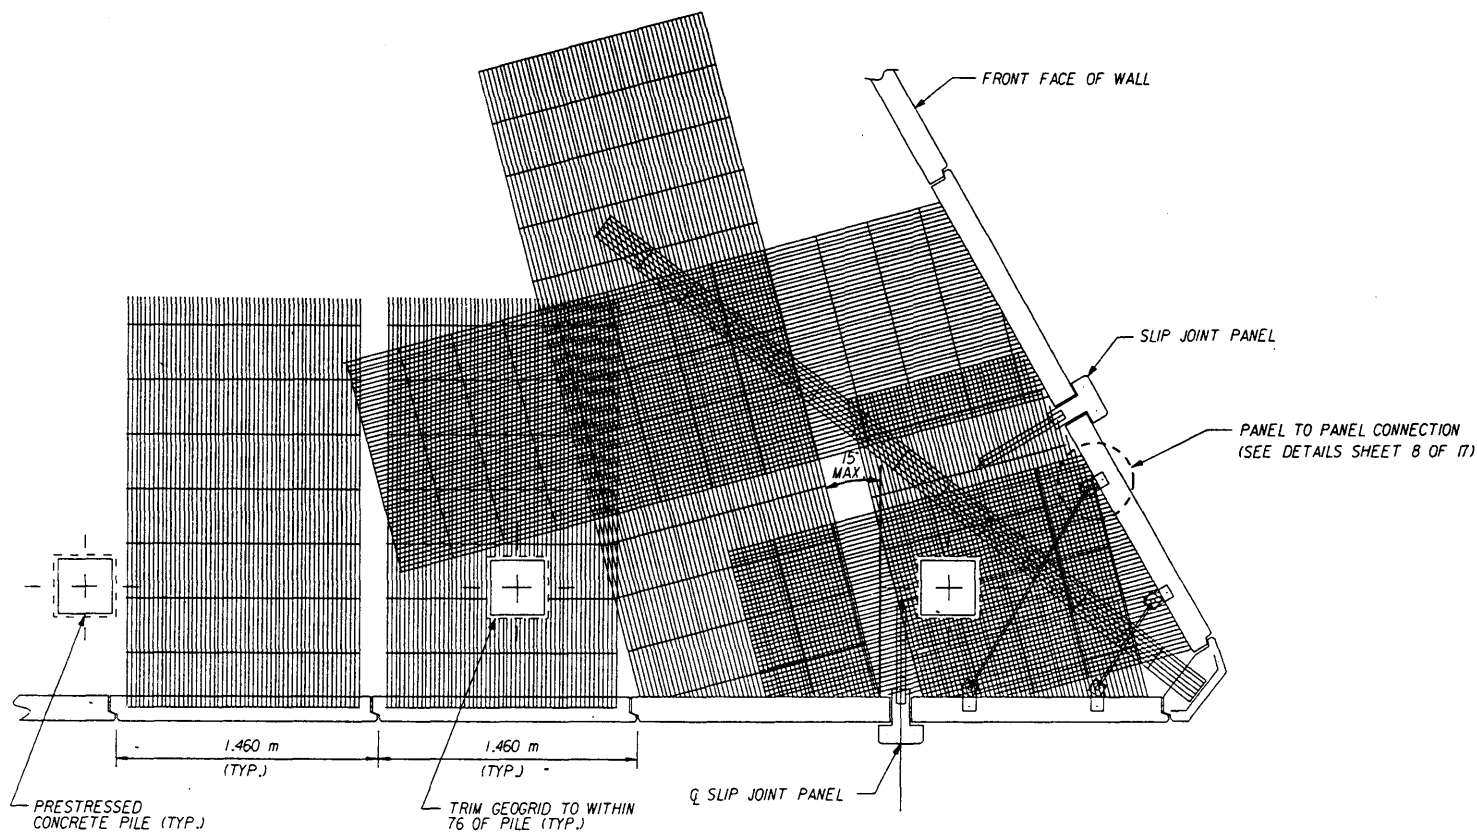 FRONT FACE OF WALL
SLIP JOINT PANEL
PANEL TO PANEL CONNECTION
(SEE DETAILS SHEET 8 OF 17)
15
MAX
1.460 m
(TYP.)
1.460 m
(TYP.)
℄ SLIP JOINT PANEL
PRESTRESSED
CONCRETE PILE (TYP.)
TRIM GEOGRID TO WITHIN
76 OF PILE (TYP.)